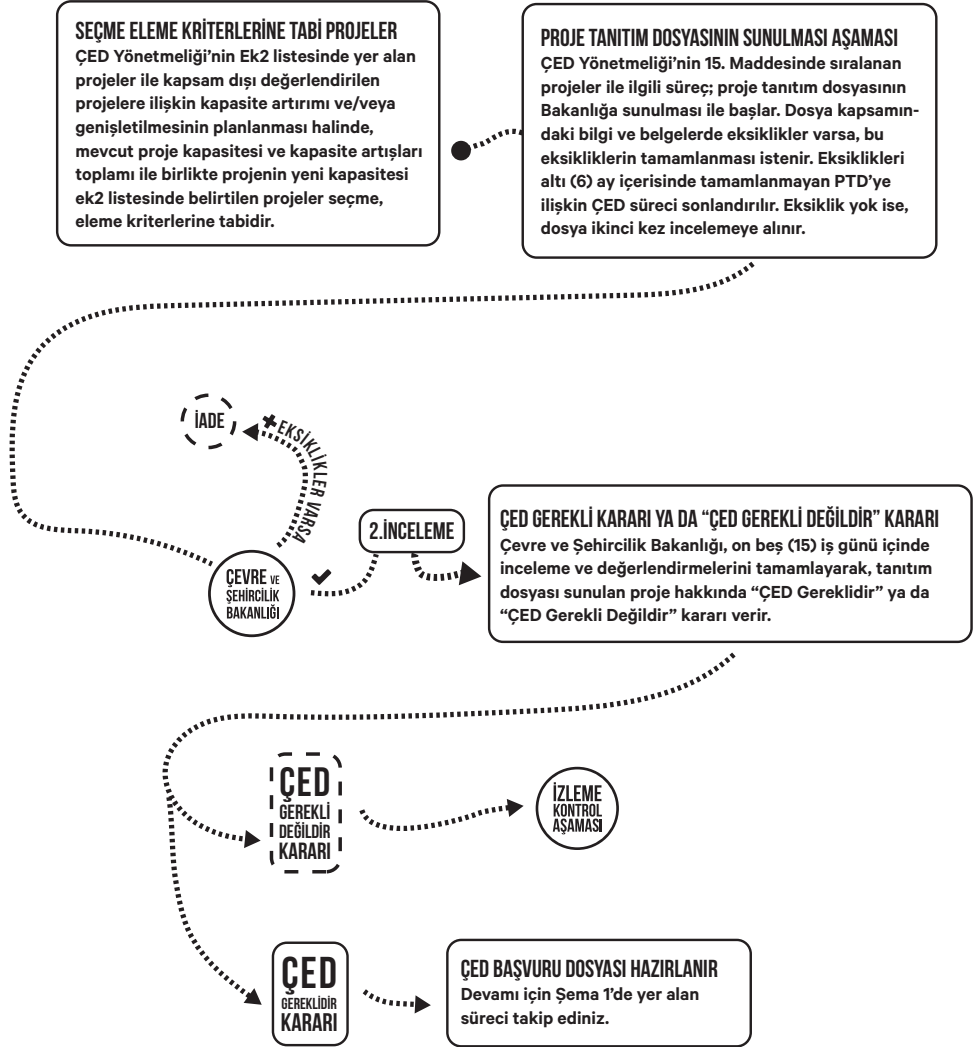 SEÇME ELEME KRİTERLERİNE TABİ PROJELER
ÇED Yönetmeliği’nin Ek2 listesinde yer alan
projeler ile kapsam dışı değerlendirilen
projelere ilişkin kapasite artırımı ve/veya
genişletilmesinin planlanması halinde,
mevcut proje kapasitesi ve kapasite artışları
toplamı ile birlikte projenin yeni kapasitesi
ek2 listesinde belirtilen projeler seçme,
eleme kriterlerine tabidir.
PROJE TANITIM DOSYASININ SUNULMASI AŞAMASI
ÇED Yönetmeliği’nin 15. Maddesinde sıralanan
projeler ile ilgili süreç; proje tanıtım dosyasının
Bakanlığa sunulması ile başlar. Dosya kapsamın-
daki bilgi ve belgelerde eksiklikler varsa, bu
eksikliklerin tamamlanması istenir. Eksiklikleri
altı (6) ay içerisinde tamamlanmayan PTD’ye
ilişkin ÇED süreci sonlandırılır. Eksiklik yok ise,
dosya ikinci kez incelemeye alınır.
İADE
EKSİKLİKLER VARSA
ÇEVRE VE
ŞEHİRCİLİK
BAKANLIĞI
2.İNCELEME
ÇED GEREKLİ KARARI YA DA “ÇED GEREKLİ DEĞİLDİR” KARARI
Çevre ve Şehircilik Bakanlığı, on beş (15) iş günü içinde
inceleme ve değerlendirmelerini tamamlayarak, tanıtım
dosyası sunulan proje hakkında “ÇED Gereklidir” ya da
“ÇED Gerekli Değildir” kararı verir.
ÇED
GEREKLİ
DEĞİLDİR
KARARI
İZLEME
KONTROL
AŞAMASI
ÇED
GEREKLİDİR
KARARI
ÇED BAŞVURU DOSYASI HAZIRLANIR
Devamı için Şema 1’de yer alan
süreci takip ediniz.